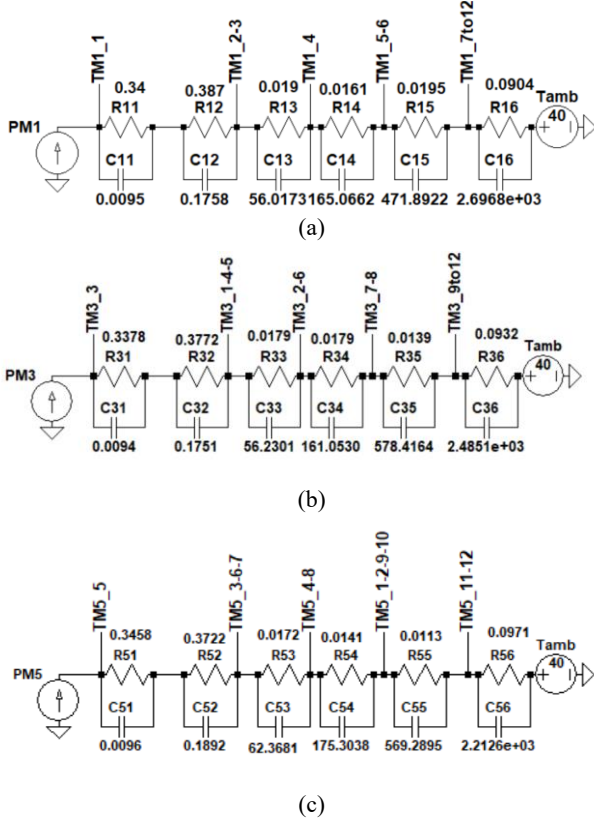 TM1_1
TM1_2-3
TM1_4
TM1_5-6
TM1_7to12
0.34 0.387 0.019 0.0161 0.0195 0.0904 Tamb
R11 R12 R13 R14 R15 R16 40
PM1
+ -
C11 C12 C13 C14 C15 C16
0.0095 0.1758 56.0173 165.0662 471.8922 2.6968e+03
(a)
TM3_3
TM3_1-4-5
TM3_2-6
TM3_7-8
TM3_9to12
0.3378 0.3772 0.0179 0.0179 0.0139 0.0932 Tamb
R31 R32 R33 R34 R35 R36 40
PM3
+ -
C31 C32 C33 C34 C35 C36
0.0094 0.1751 56.2301 161.0530 578.4164 2.4851e+03
(b)
TM5_5
TM5_3-6-7
TM5_4-8
TM5_1-2-9-10
TM5_11-12
0.3458 0.3722 0.0172 0.0141 0.0113 0.0971 Tamb
R51 R52 R53 R54 R55 R56 40
PM5
+ -
C51 C52 C53 C54 C55 C56
0.0096 0.1892 62.3681 175.3038 569.2895 2.2126e+03
(c)